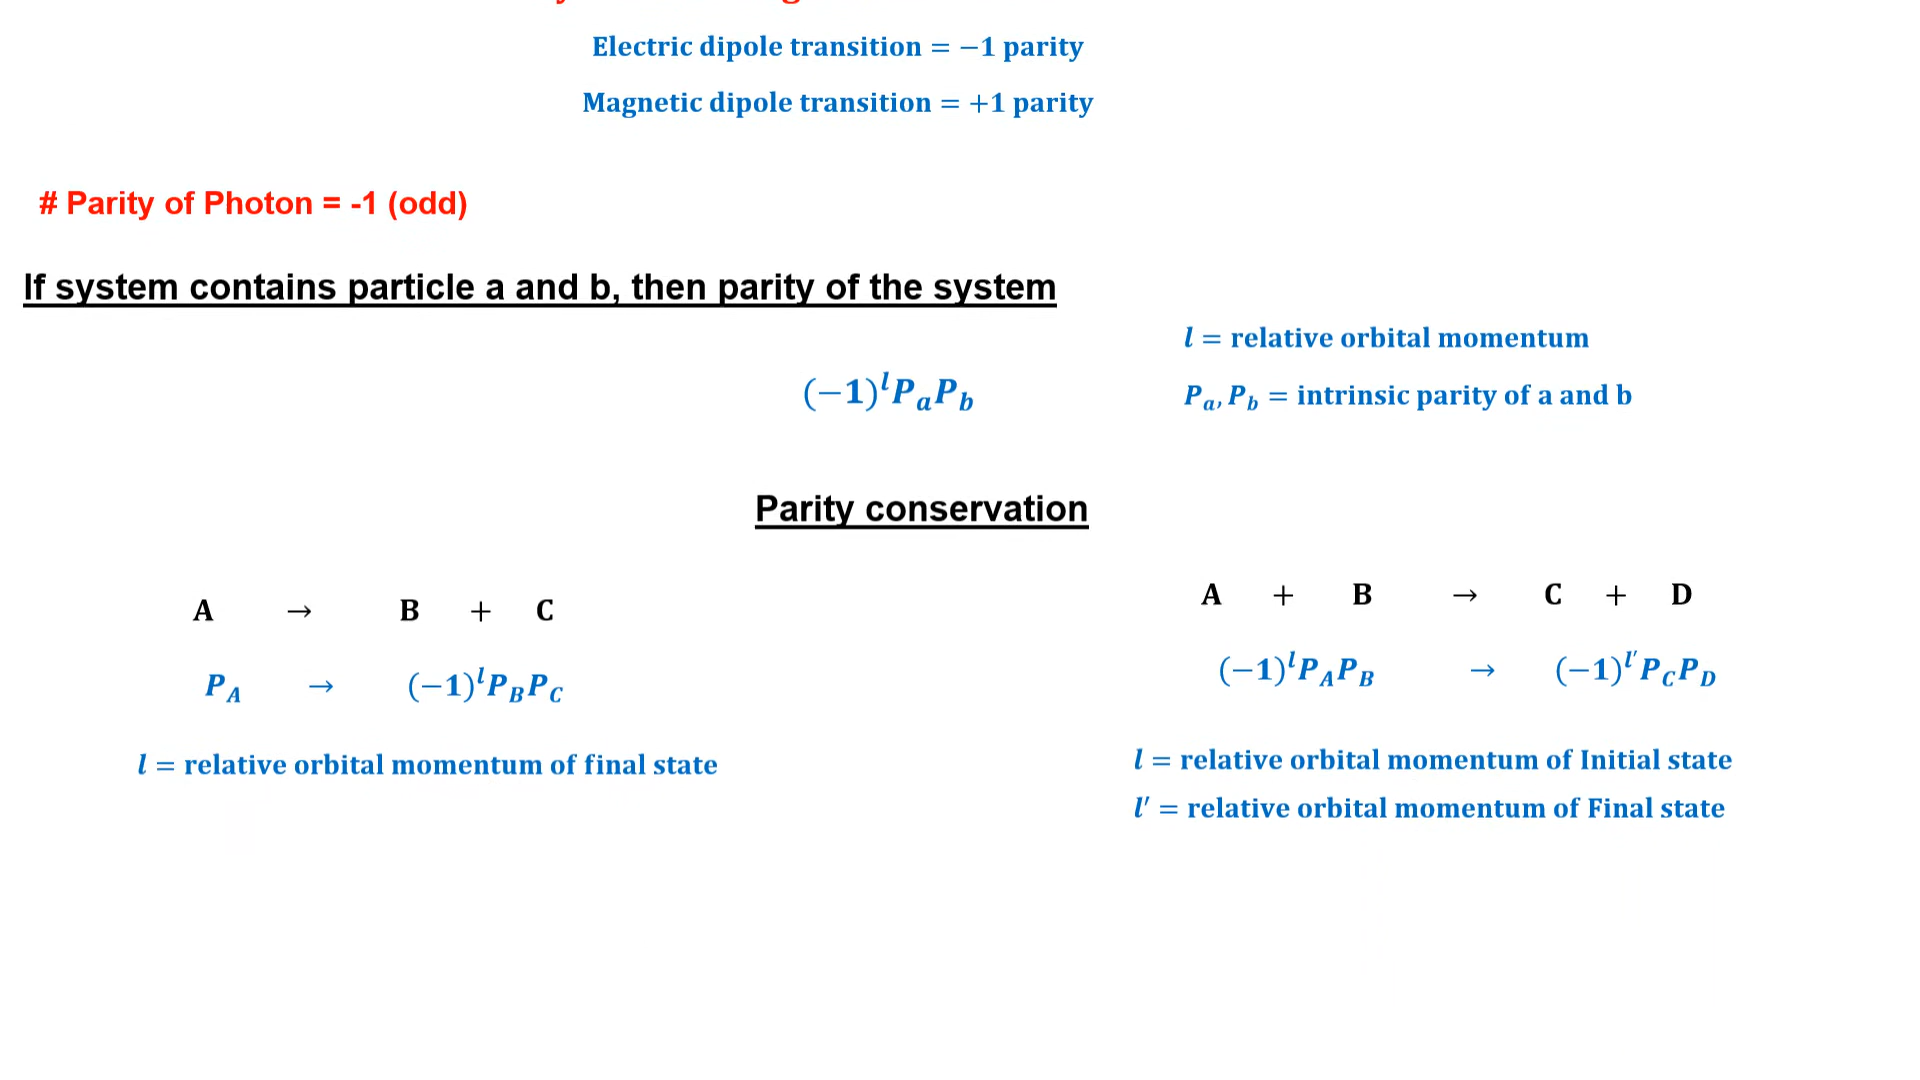 Electric dipole transition = −1 parity
Magnetic dipole transition = +1 parity
# Parity of Photon = -1 (odd)
If system contains particle a and b, then parity of the system
l = relative orbital momentum
(−1)^l P_a P_b
P_a, P_b = intrinsic parity of a and b
Parity conservation
A → B + C
P_A → (−1)^l P_B P_C
l = relative orbital momentum of final state
A + B → C + D
(−1)^l P_A P_B → (−1)^l′ P_C P_D
l = relative orbital momentum of Initial state
l′ = relative orbital momentum of Final state